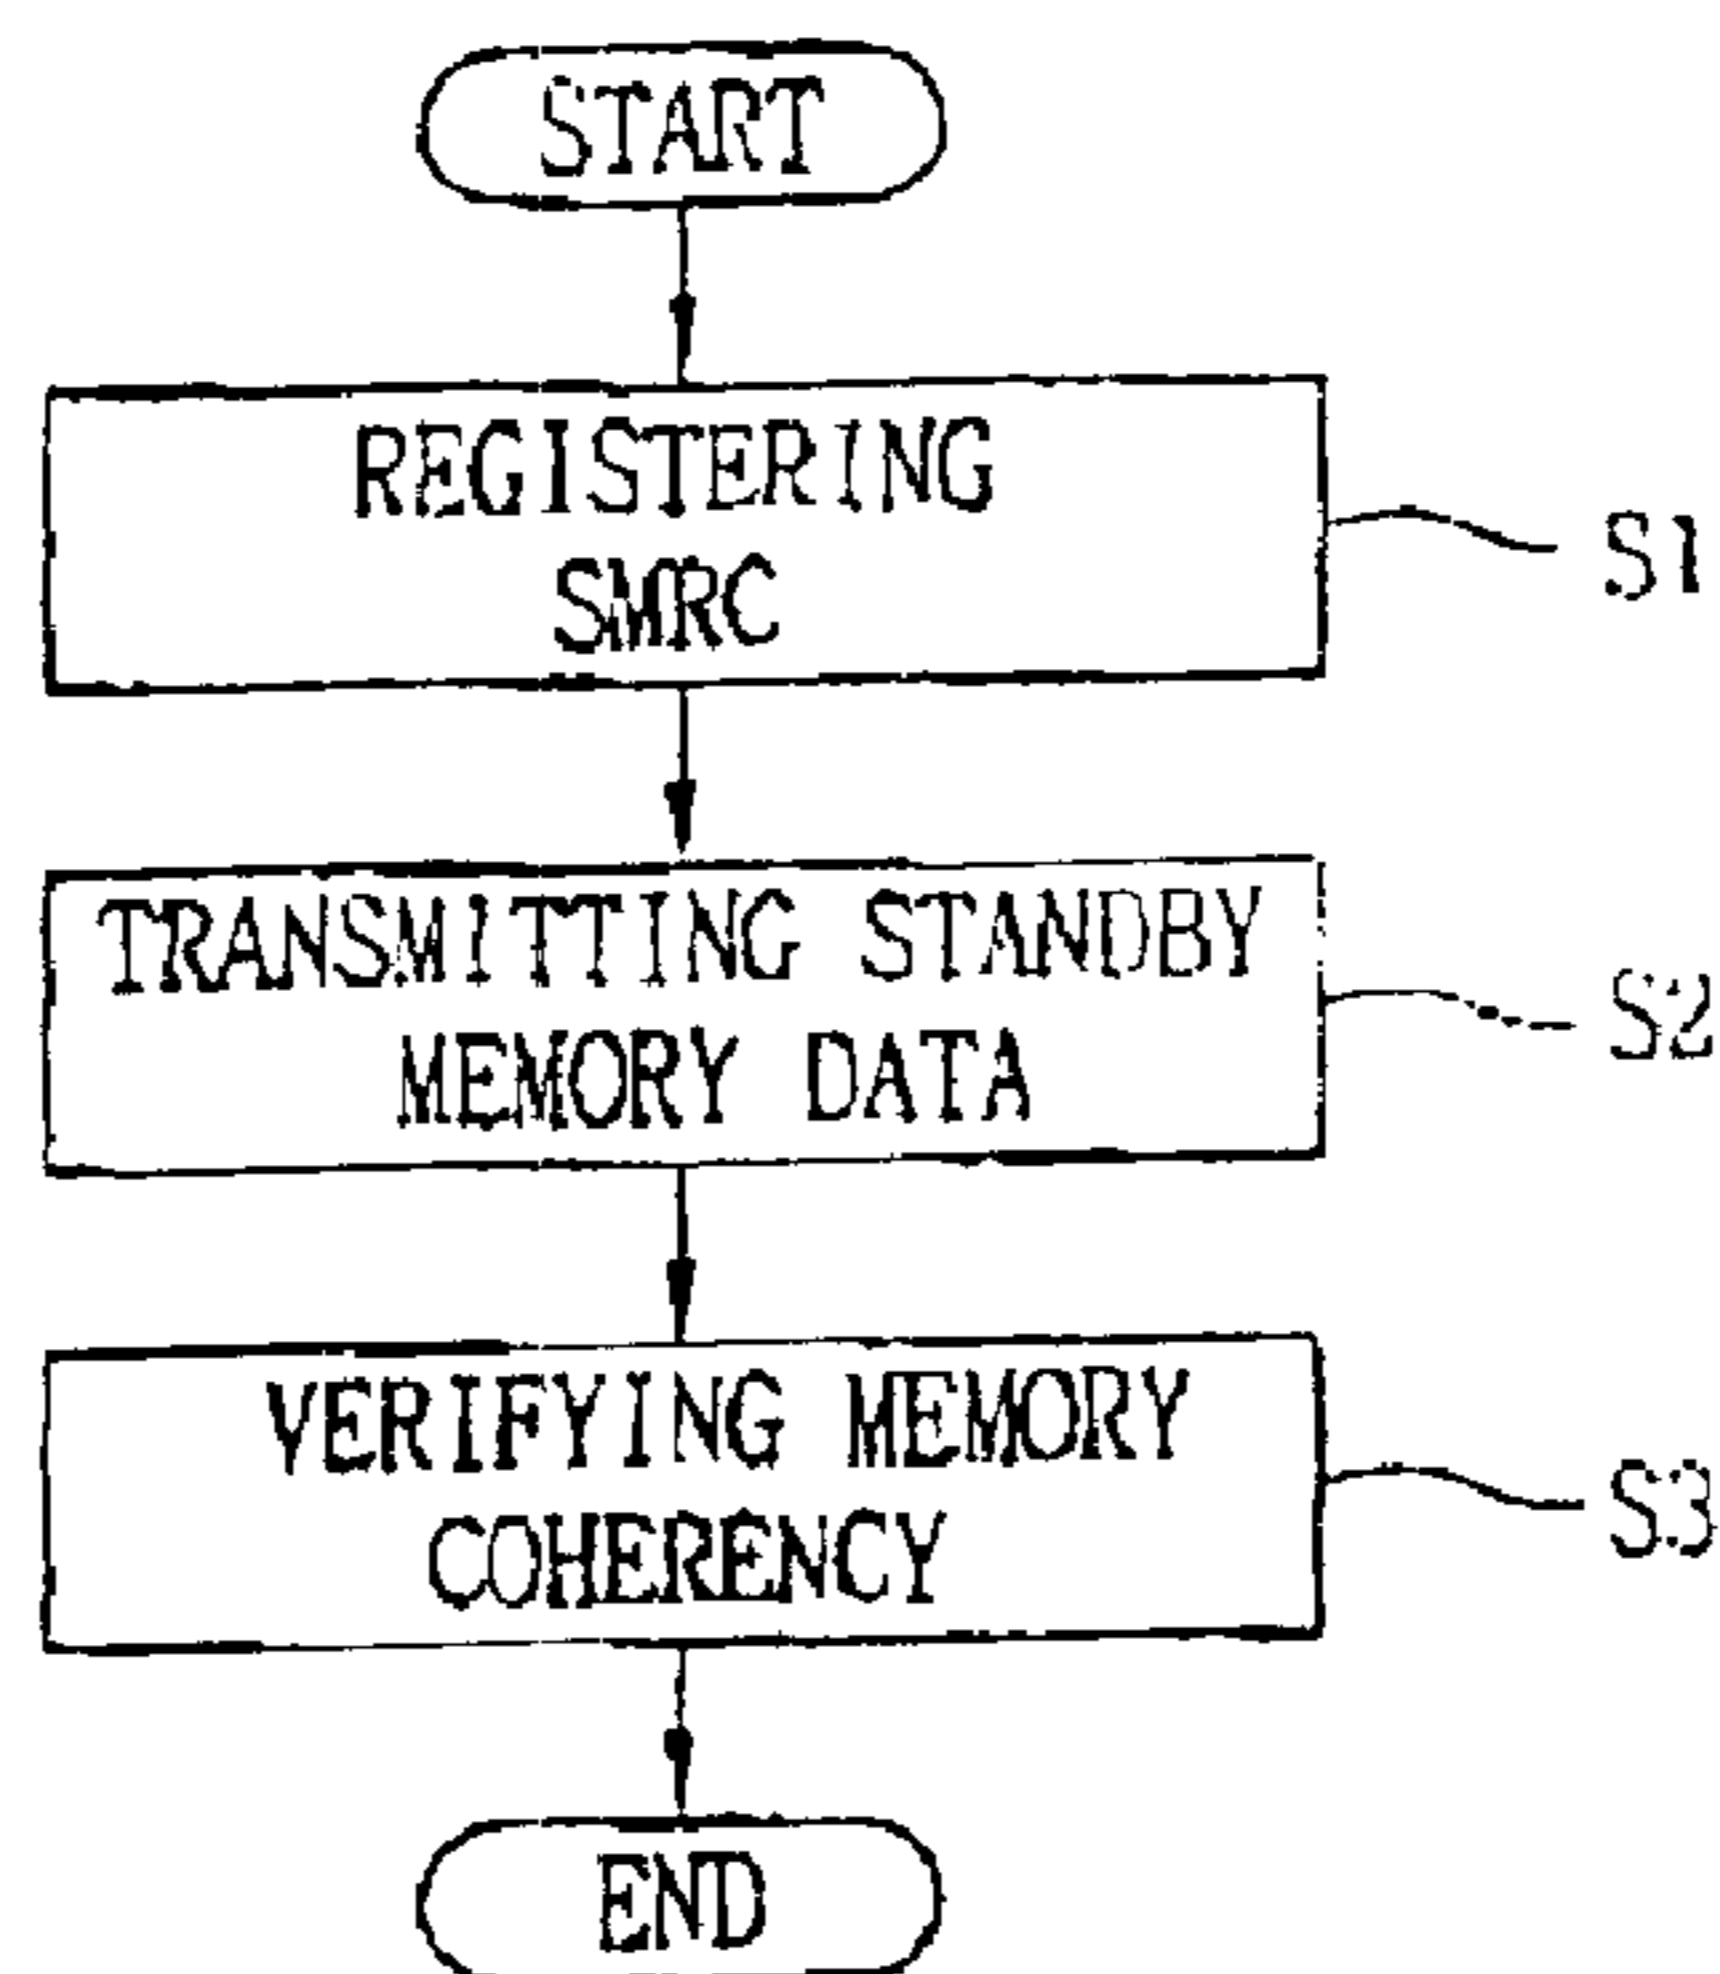 START
REGISTERING
SMRC
S1
TRANSMITTING STANDBY
MEMORY DATA
S2
VERIFYING MEMORY
COHERENCY
S3
END